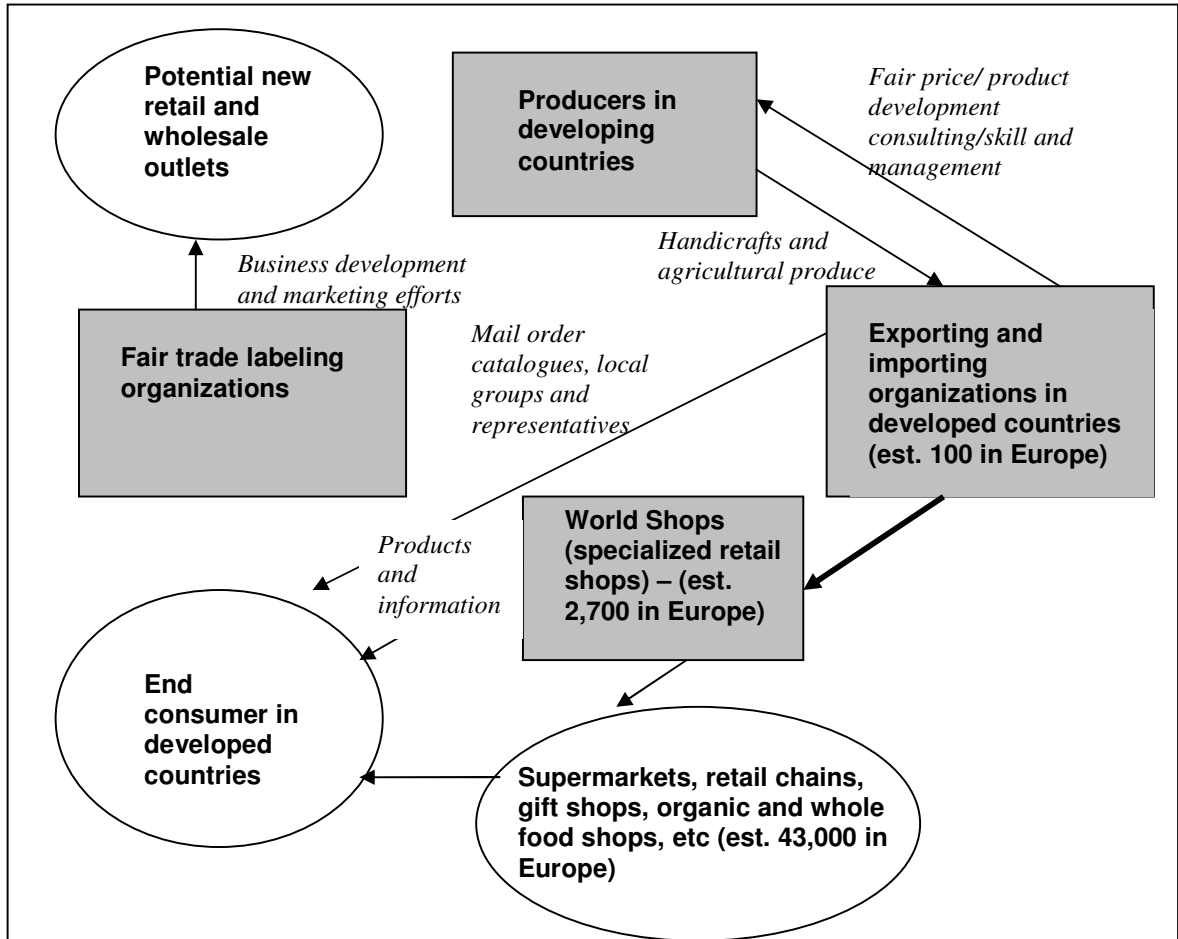 Potential new
retail and
wholesale
outlets
Producers in
developing
countries
Fair price/ product
development
consulting/skill and
management
Handicrafts and
agricultural produce
Business development
and marketing efforts
Fair trade labeling
organizations
Mail order
catalogues, local
groups and
representatives
Exporting and
importing
organizations in
developed countries
(est. 100 in Europe)
World Shops
(specialized retail
shops) – (est.
2,700 in Europe)
Products
and
information
End
consumer in
developed
countries
Supermarkets, retail chains,
gift shops, organic and whole
food shops, etc (est. 43,000 in
Europe)